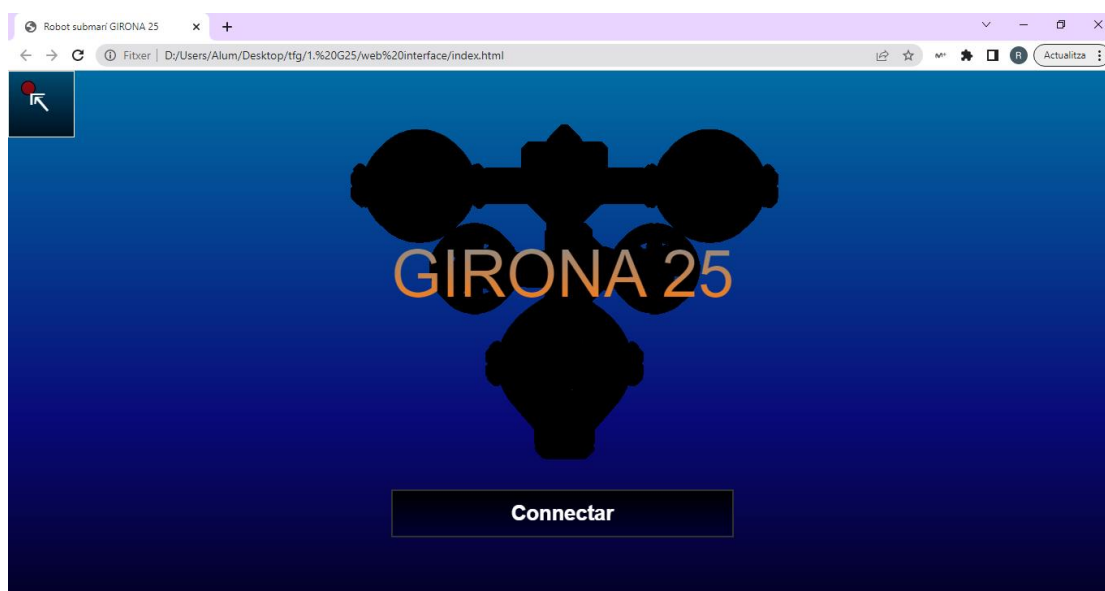 Robot submarí GIRONA 25
Fitxer | D:/Users/Alum/Desktop/tfg/1.%20G25/web%20interface/index.html
R
Actualitza
GIRONA 25
Connectar